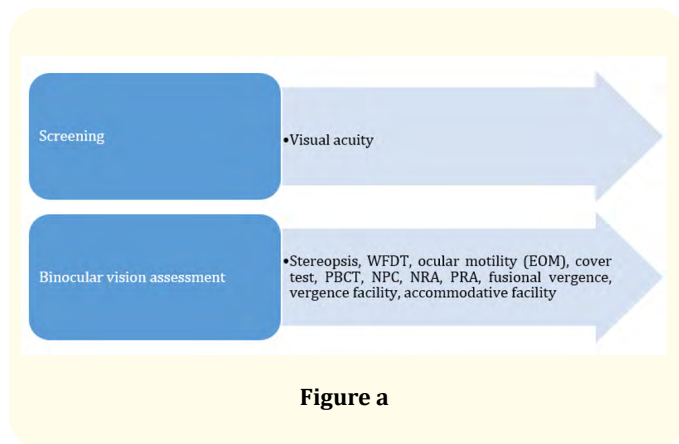 Screening
•Visual acuity
Binocular vision assessment
•Stereopsis, WFDT, ocular motility (EOM), cover
test, PBCT, NPC, NRA, PRA, fusional vergence,
vergence facility, accommodative facility
Figure a